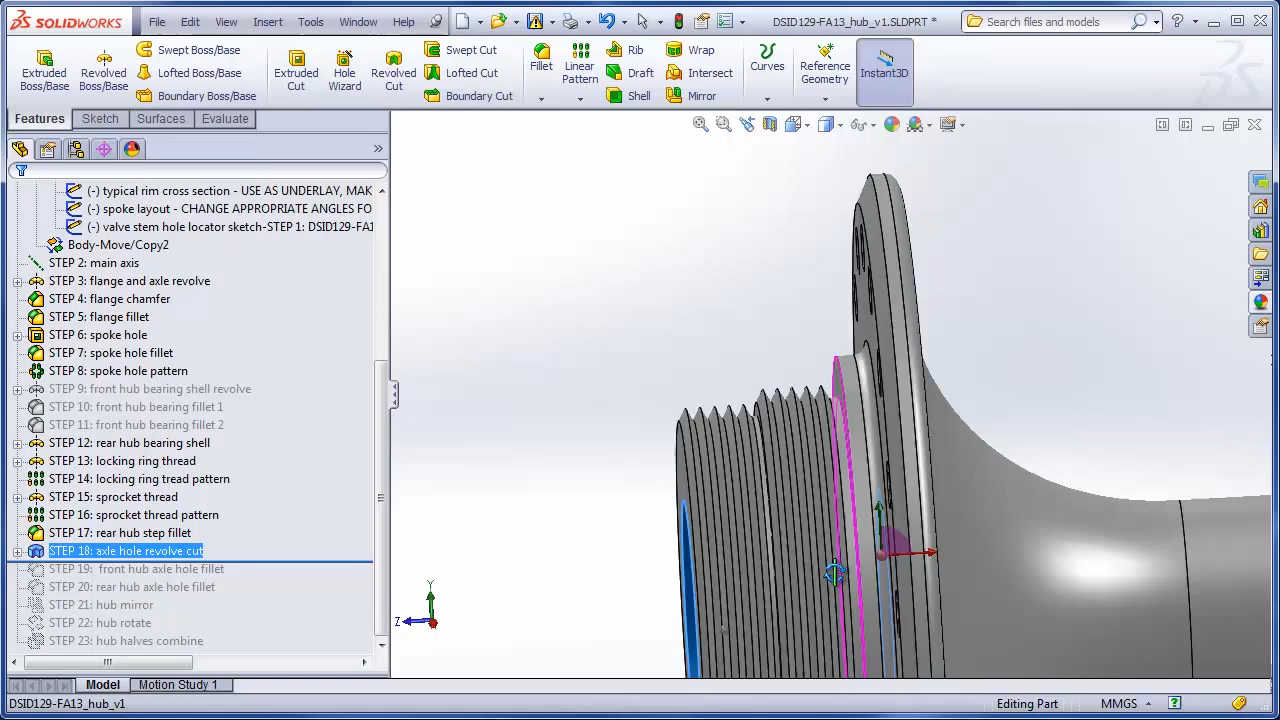 SOLIDWORKS File Edit View Insert Tools Window Help DSID129-FA13_hub_v1.SLDPRT * Search files and models
Extruded Boss/Base
Revolved Boss/Base
Swept Boss/Base
Lofted Boss/Base
Boundary Boss/Base
Extruded Cut
Hole Wizard
Revolved Cut
Swept Cut
Lofted Cut
Boundary Cut
Fillet
Linear Pattern
Rib
Draft
Shell
Wrap
Intersect
Mirror
Curves
Reference Geometry
Instant3D
Features Sketch Surfaces Evaluate
(-) typical rim cross section - USE AS UNDERLAY, MAK
(-) spoke layout - CHANGE APPROPRIATE ANGLES FO
(-) valve stem hole locator sketch-STEP 1: DSID129-FA1
Body-Move/Copy2
STEP 2: main axis
STEP 3: flange and axle revolve
STEP 4: flange chamfer
STEP 5: flange fillet
STEP 6: spoke hole
STEP 7: spoke hole fillet
STEP 8: spoke hole pattern
STEP 9: front hub bearing shell revolve
STEP 10: front hub bearing fillet 1
STEP 11: front hub bearing fillet 2
STEP 12: rear hub bearing shell
STEP 13: locking ring thread
STEP 14: locking ring tread pattern
STEP 15: sprocket thread
STEP 16: sprocket thread pattern
STEP 17: rear hub step fillet
STEP 18: axle hole revolve cut
STEP 19: front hub axle hole fillet
STEP 20: rear hub axle hole fillet
STEP 21: hub mirror
STEP 22: hub rotate
STEP 23: hub halves combine
Y
Z
Model Motion Study 1
DSID129-FA13_hub_v1 Editing Part MMGS